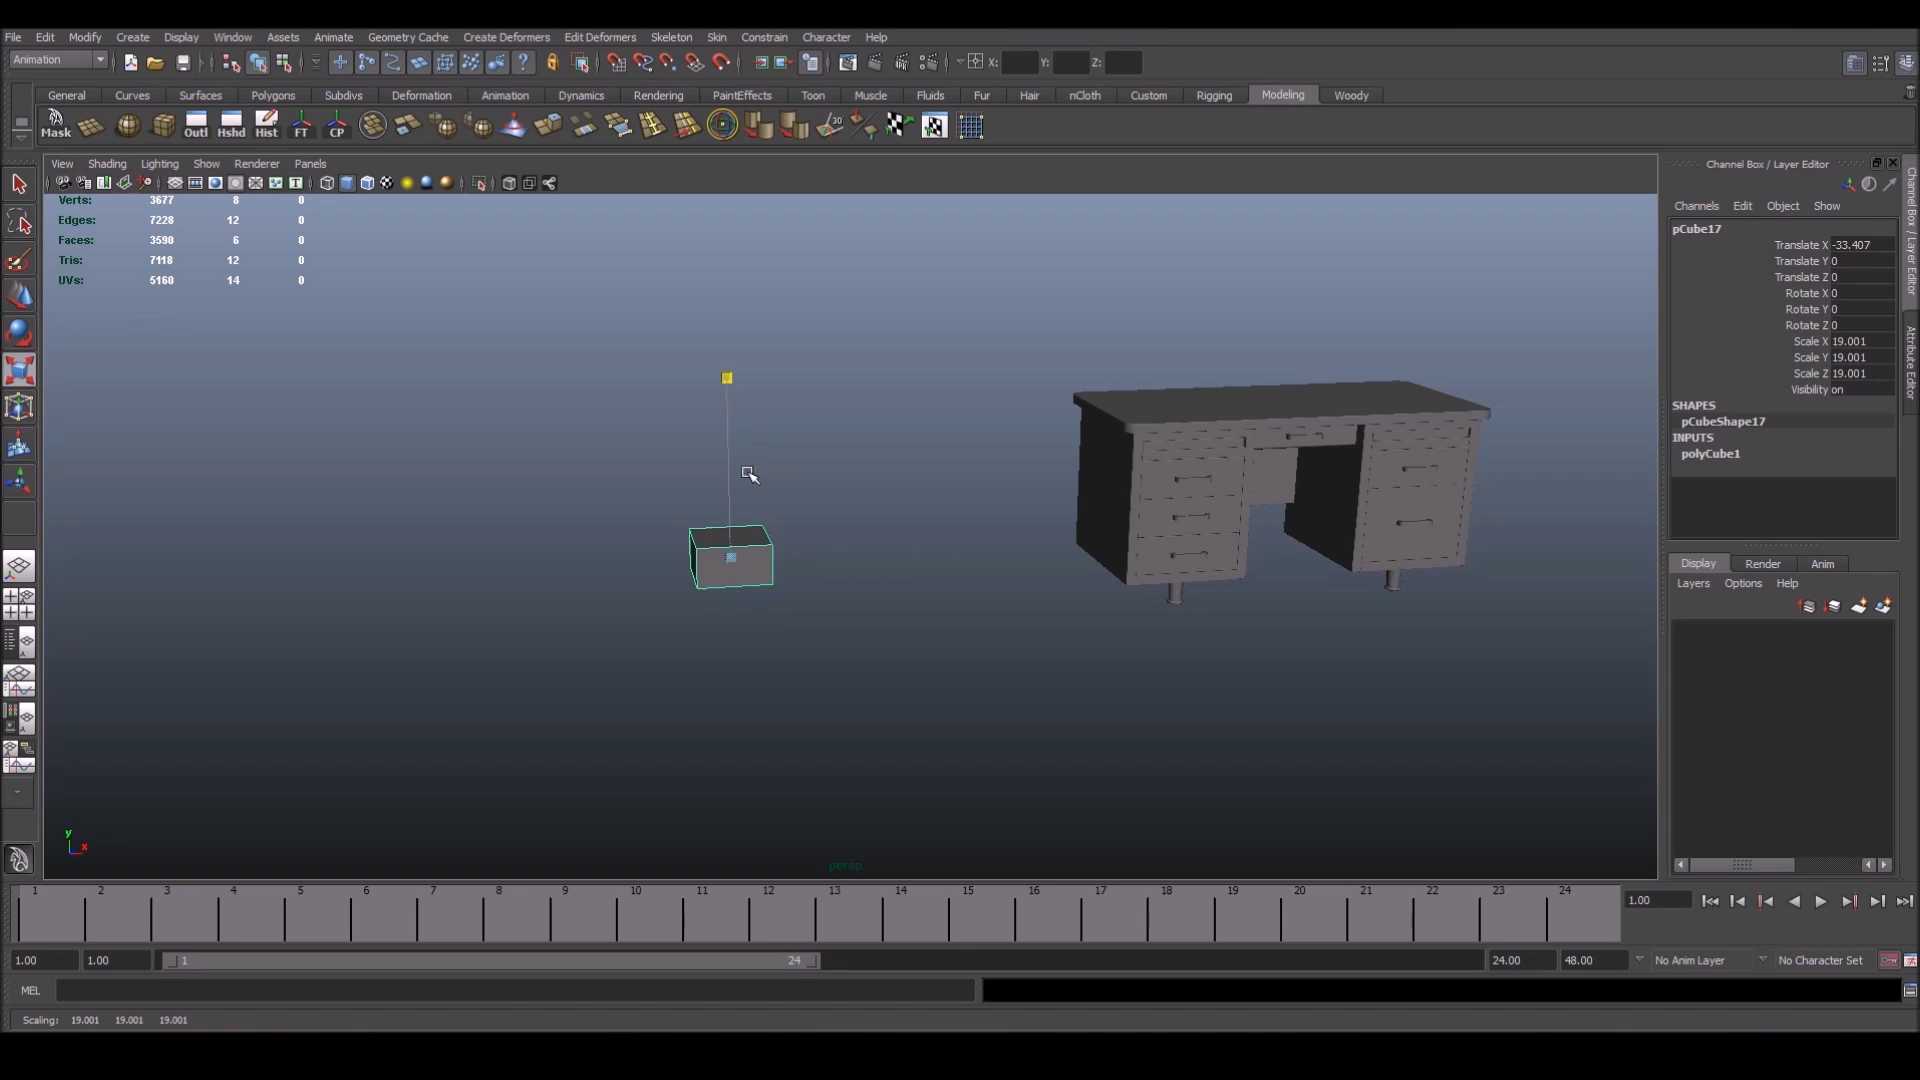 File Edit Modify Create Display Window Assets Animate Geometry Cache Create Deformers Edit Deformers Skeleton Skin Constrain Character Help
Animation X: Y: Z:
General Curves Surfaces Polygons Subdivs Deformation Animation Dynamics Rendering PaintEffects Toon Muscle Fluids Fur Hair nCloth Custom Rigging Modeling Woody
Mask Outl Hshd Hist FT CP 30
View Shading Lighting Show Renderer Panels
Channel Box / Layer Editor
Verts: 3677 8 0
Edges: 7228 12 0
Faces: 3590 6 0
Tris: 7118 12 0
UVs: 5160 14 0
Channels Edit Object Show
pCube17
Translate X -33.407
Translate Y 0
Translate Z 0
Rotate X 0
Rotate Y 0
Rotate Z 0
Scale X 19.001
Scale Y 19.001
Scale Z 19.001
Visibility on
SHAPES
pCubeShape17
INPUTS
polyCube1
Channel Box / Layer Editor
Attribute Editor
Display Render Anim
Layers Options Help
y
x
persp
1 2 3 4 5 6 7 8 9 10 11 12 13 14 15 16 17 18 19 20 21 22 23 24
1.00
1.00 1.00 1 24 24.00 48.00 No Anim Layer No Character Set
MEL
Scaling: 19.001 19.001 19.001